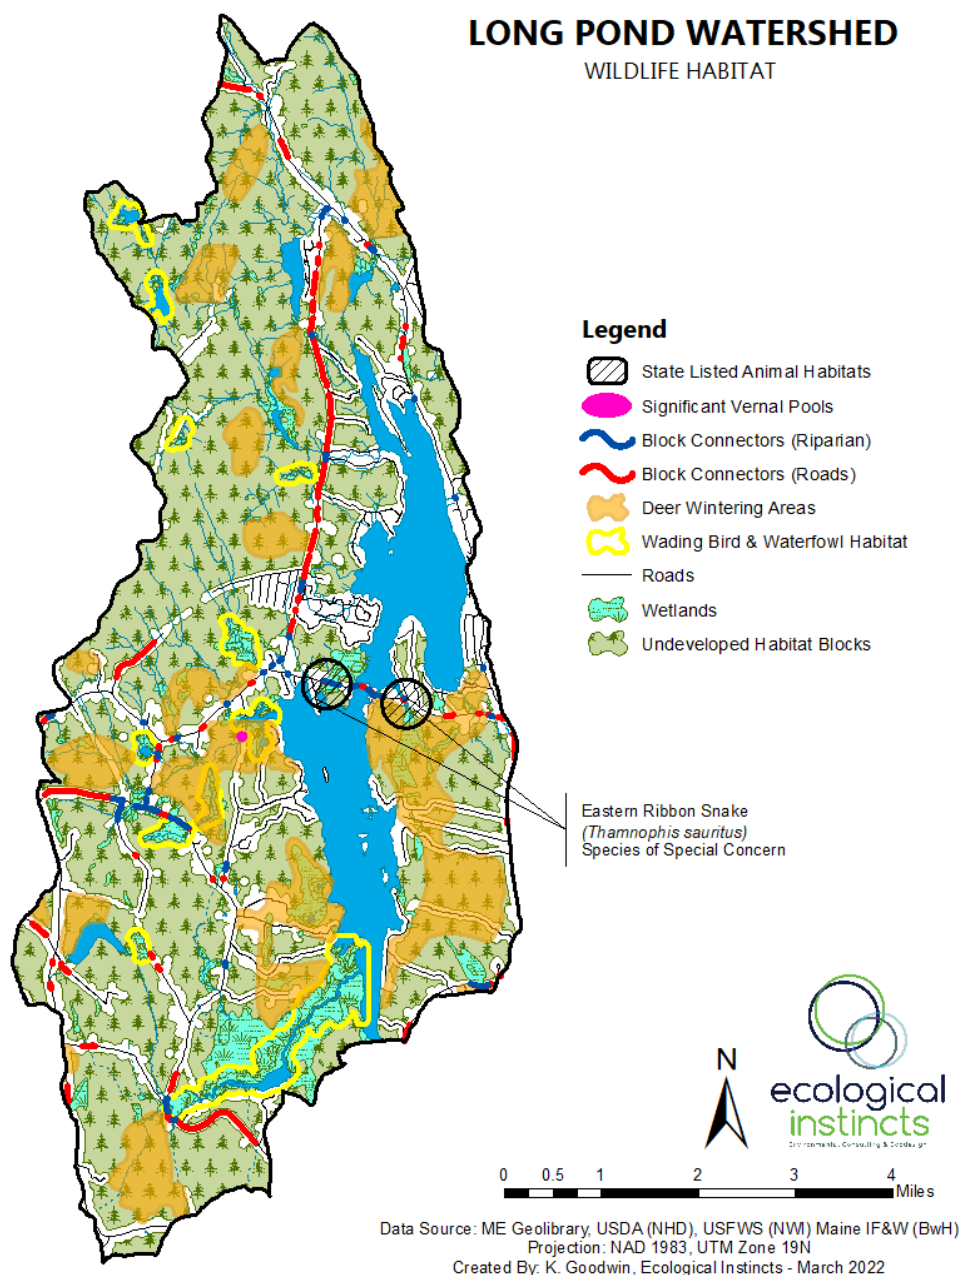 LONG POND WATERSHED
WILDLIFE HABITAT
Legend
State Listed Animal Habitats
Significant Vernal Pools
Block Connectors (Riparian)
Block Connectors (Roads)
Deer Wintering Areas
Wading Bird & Waterfowl Habitat
Roads
Wetlands
Undeveloped Habitat Blocks
Eastern Ribbon Snake
(Thamnophis sauritus)
Species of Special Concern
N
ecological
instincts
Environmental Consulting & Ecodesign
0 0.5 1 2 3 4
Miles
Data Source: ME Geolibrary, USDA (NHD), USFWS (NWI) Maine IF&W (BwH)
Projection: NAD 1983, UTM Zone 19N
Created By: K. Goodwin, Ecological Instincts - March 2022